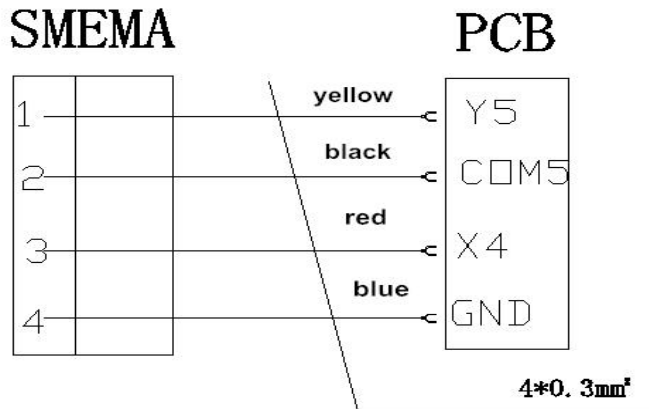 SMEMA PCB
1 yellow Y5
2 black COM5
3 red X4
4 blue GND
4*0.3mm²